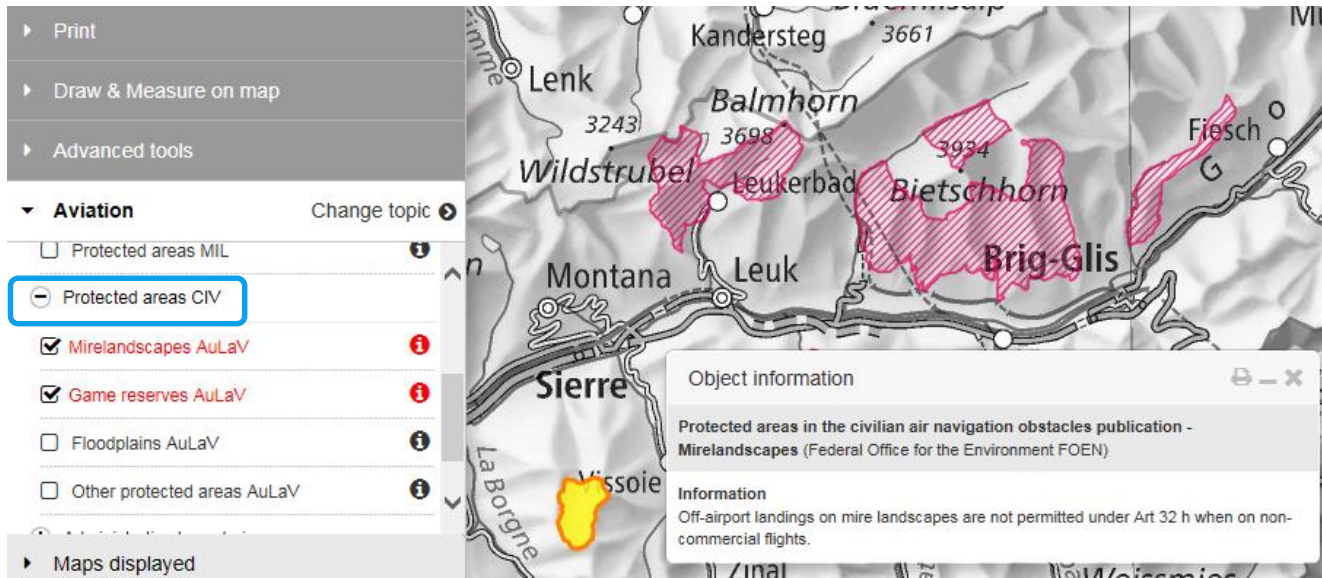 Print
Draw & Measure on map
Advanced tools
Aviation
Change topic
Protected areas MIL
Protected areas CIV
Mirelandscapes AuLaV
Game reserves AuLaV
Floodplains AuLaV
Other protected areas AuLaV
Maps displayed
Kandersteg
3661
Lenk
Balmhorn
3243
3698
Fiesch
Wildstrubel
3934
Leukerbad
Bietschhorn
G
O
Brig-Glis
Montana
Leuk
Sierre
La Borgne
Vissoie
Zinal
Weissmies
Object information
Protected areas in the civilian air navigation obstacles publication -
Mirelandscapes (Federal Office for the Environment FOEN)
Information
Off-airport landings on mire landscapes are not permitted under Art 32 h when on non-
commercial flights.